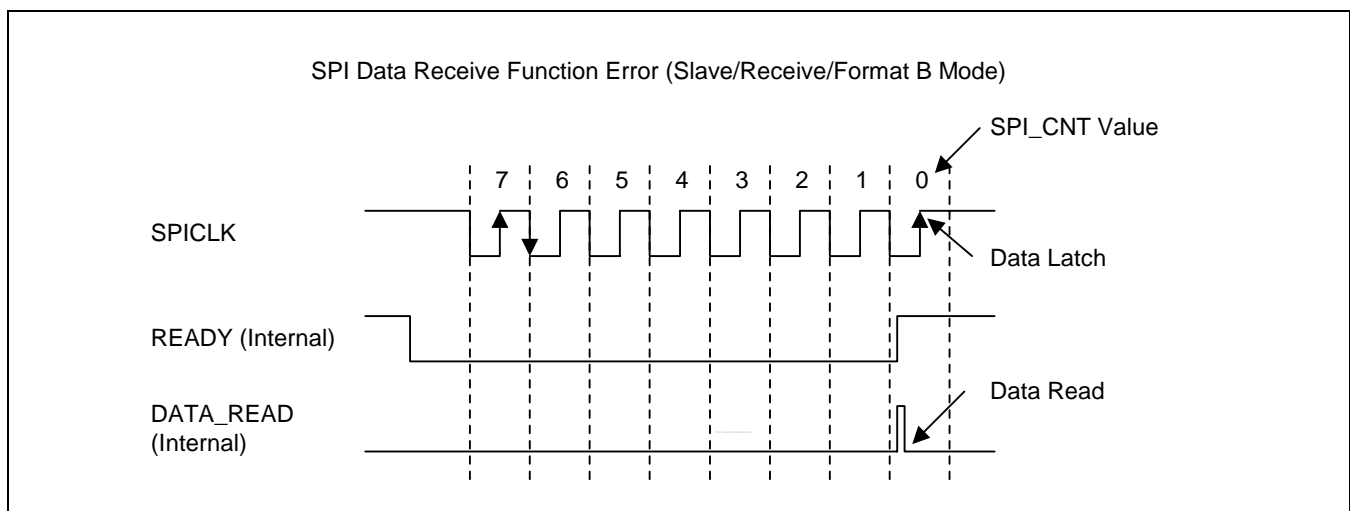 SPI Data Receive Function Error (Slave/Receive/Format B Mode)
SPI_CNT Value
7 6 5 4 3 2 1 0
SPICLK
Data Latch
READY (Internal)
Data Read
DATA_READ
(Internal)